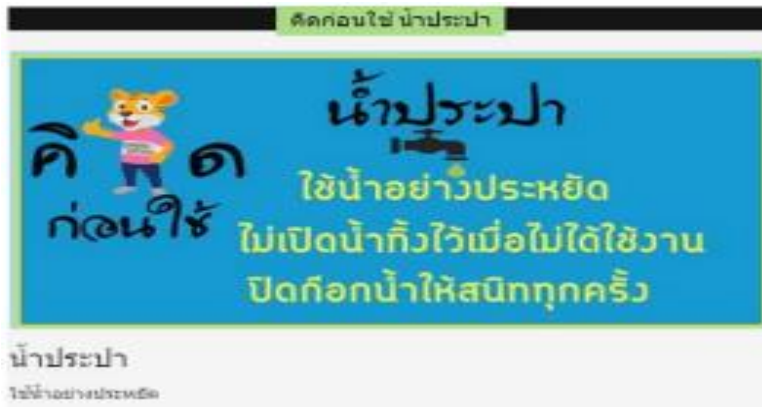 คิดก่อนใช้ น้ำประปา
คิด
ก่อนใช้
น้ำประปา
ใช้น้ำอย่างประหยัด
ไม่เปิดน้ำทิ้งไว้เมื่อไม่ได้ใช้งาน
ปิดก๊อกน้ำให้สนิททุกครั้ง
น้ำประปา
ใช้น้ำอย่างประหยัด